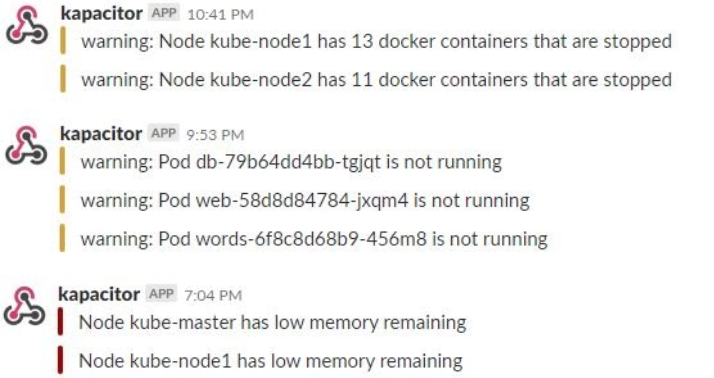 kapacitor APP 10:41 PM
warning: Node kube-node1 has 13 docker containers that are stopped
warning: Node kube-node2 has 11 docker containers that are stopped
kapacitor APP 9:53 PM
warning: Pod db-79b64dd4bb-tgjqt is not running
warning: Pod web-58d8d84784-jxqm4 is not running
warning: Pod words-6f8c8d68b9-456m8 is not running
kapacitor APP 7:04 PM
Node kube-master has low memory remaining
Node kube-node1 has low memory remaining